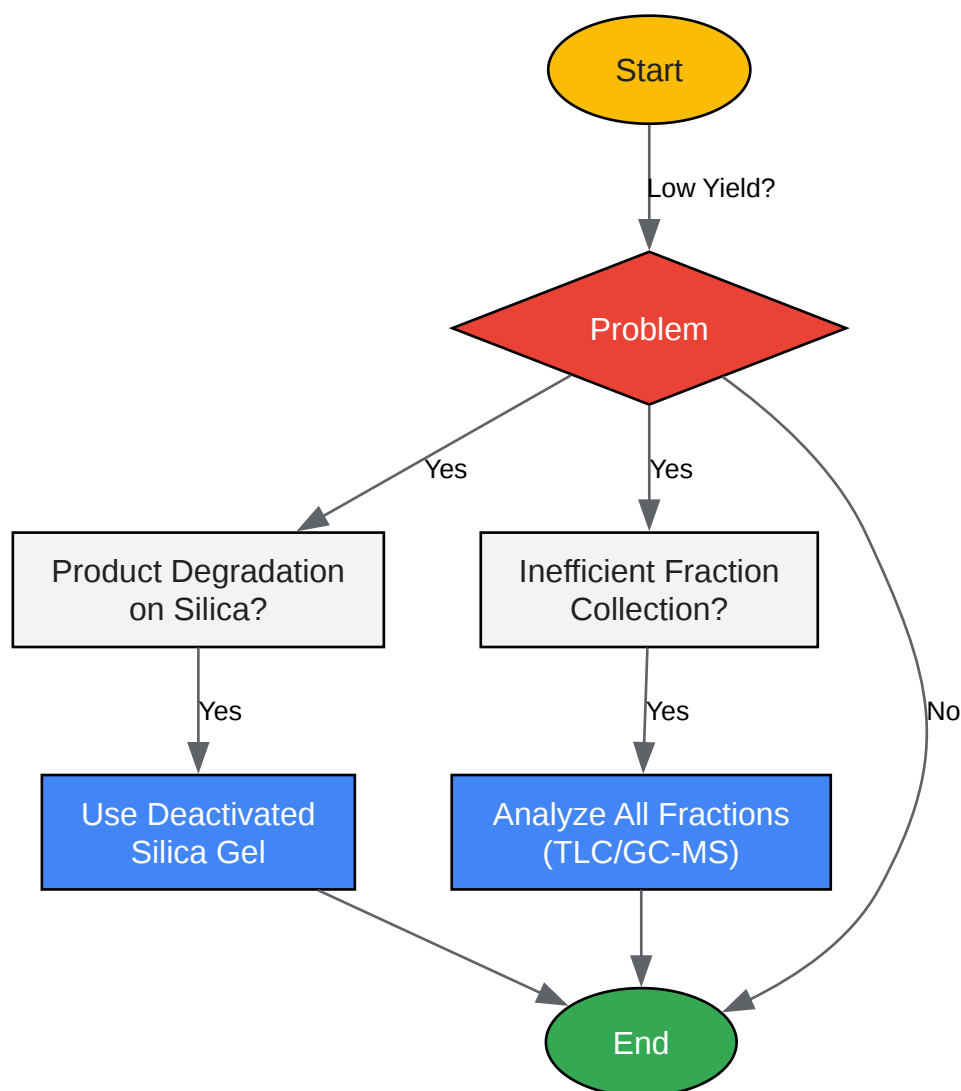 Start
Low Yield?
Problem
Yes
Yes
Product Degradation
on Silica?
Inefficient Fraction
Collection?
Yes
Yes
No
Use Deactivated
Silica Gel
Analyze All Fractions
(TLC/GC-MS)
End